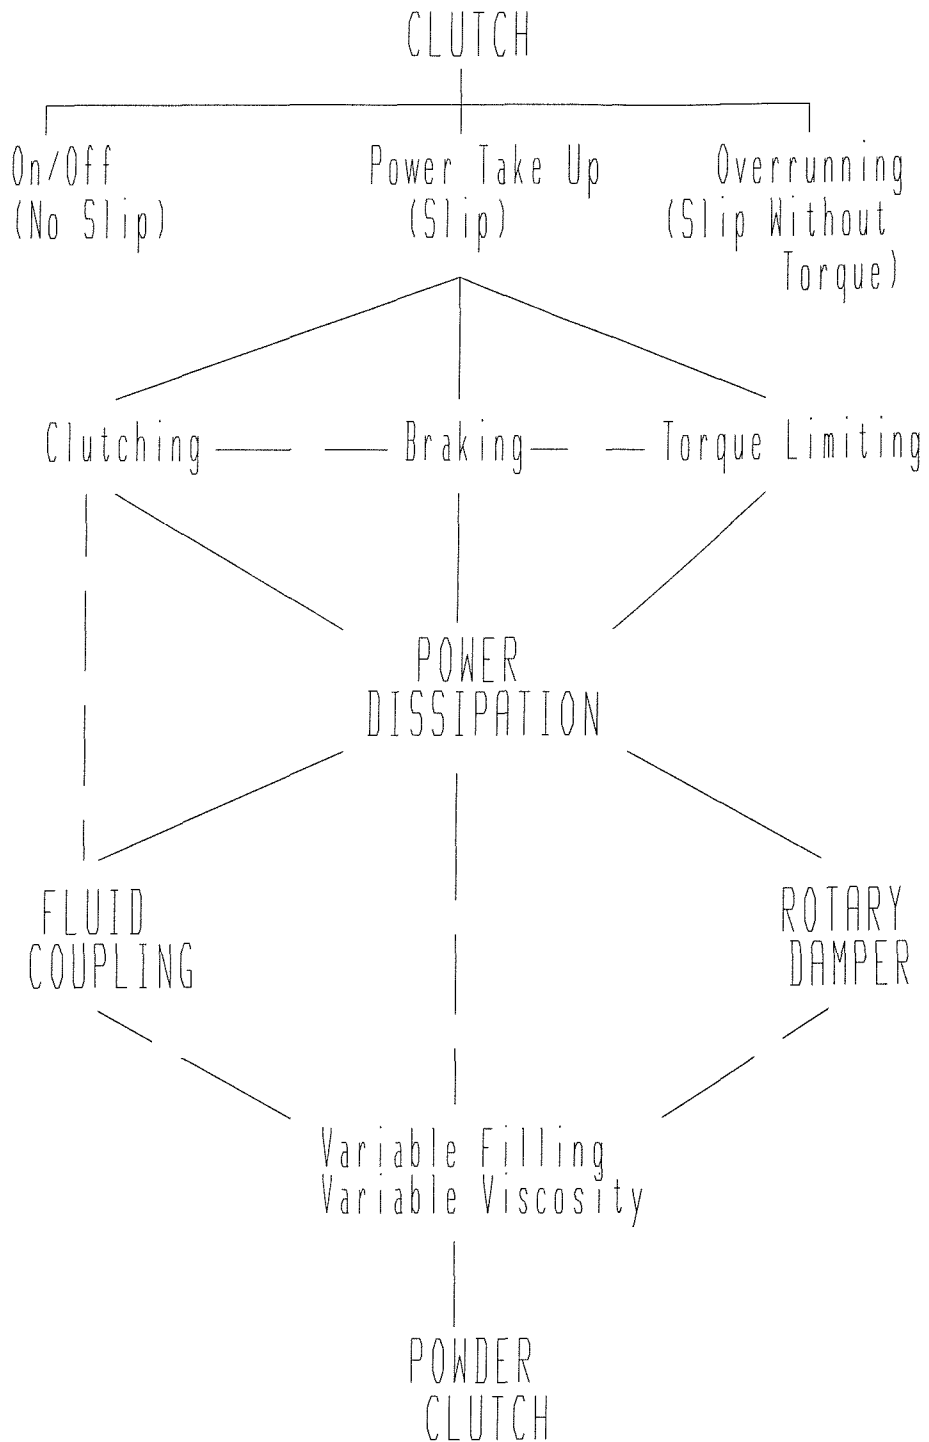 CLUTCH
On/Off
(No Slip)
Power Take Up
(Slip)
Overrunning
(Slip Without
Torque)
Clutching
Braking
Torque Limiting
POWER
DISSIPATION
FLUID
COUPLING
ROTARY
DAMPER
Variable Filling
Variable Viscosity
POWDER
CLUTCH